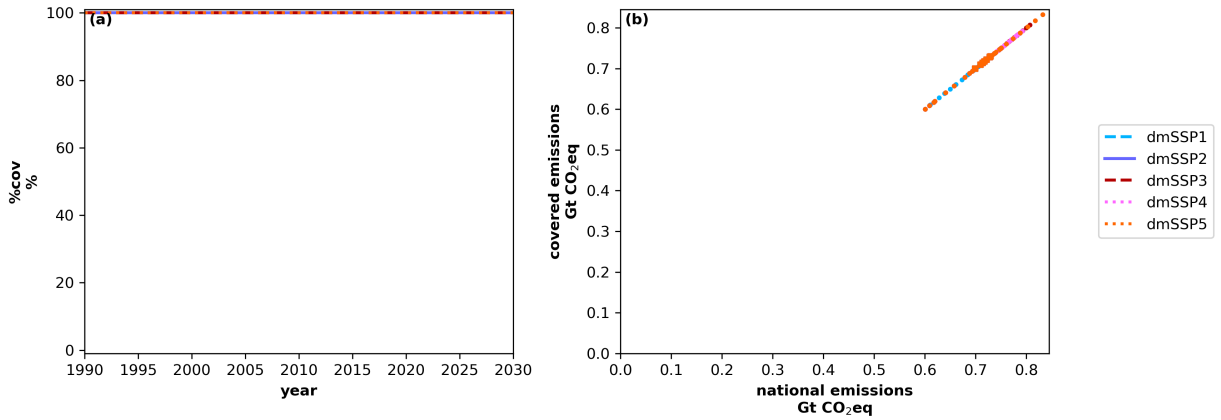 (a)
100
80
60
40
20
0
%cov
%
1990 1995 2000 2005 2010 2015 2020 2025 2030
year
(b)
0.8
0.7
0.6
0.5
0.4
0.3
0.2
0.1
0.0
covered emissions
Gt CO₂eq
0.0 0.1 0.2 0.3 0.4 0.5 0.6 0.7 0.8
national emissions
Gt CO₂eq
dmSSP1
dmSSP2
dmSSP3
dmSSP4
dmSSP5